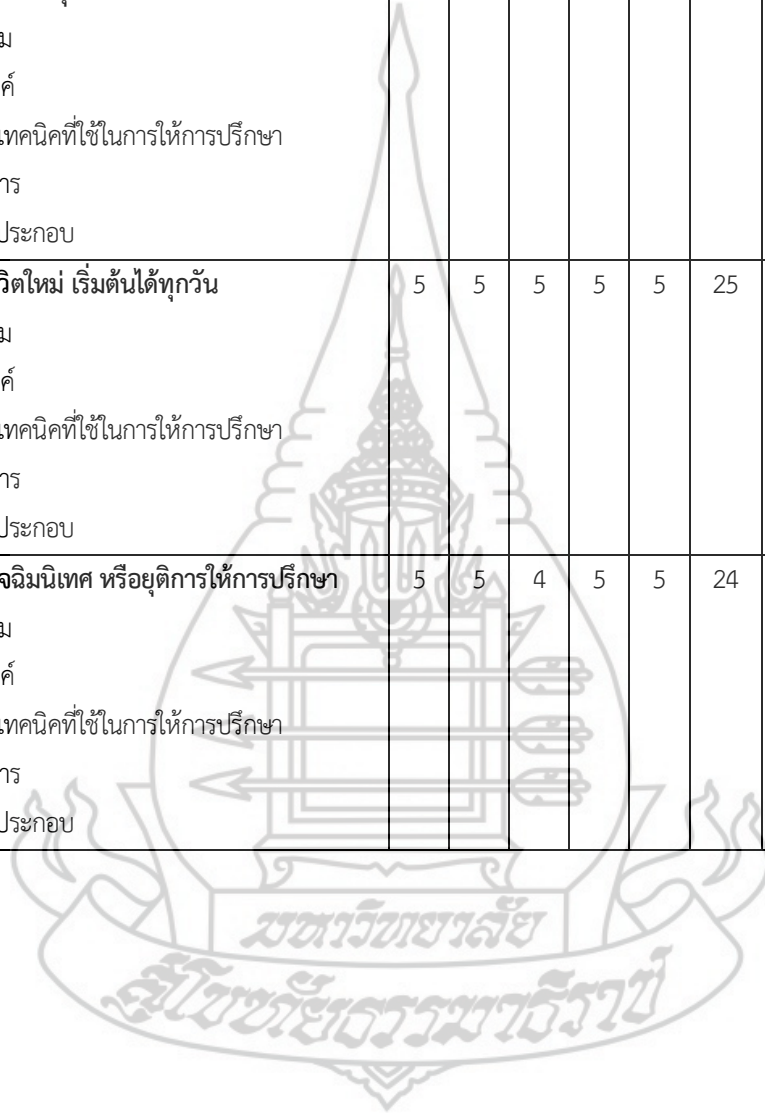 ม
ค์
เทคนิคที่ใช้ในการให้การปรึกษา
าร
ประกอบ
วิตใหม่ เริ่มต้นได้ทุกวัน 5 5 5 5 5 25
ม
ค์
เทคนิคที่ใช้ในการให้การปรึกษา
าร
ประกอบ
จฉิมนิเทศ หรือยุติการให้การปรึกษา 5 5 4 5 5 24
ม
ค์
เทคนิคที่ใช้ในการให้การปรึกษา
าร
ประกอบ
มหาวิทยาลัย
สุโขทัยธรรมาธิราช